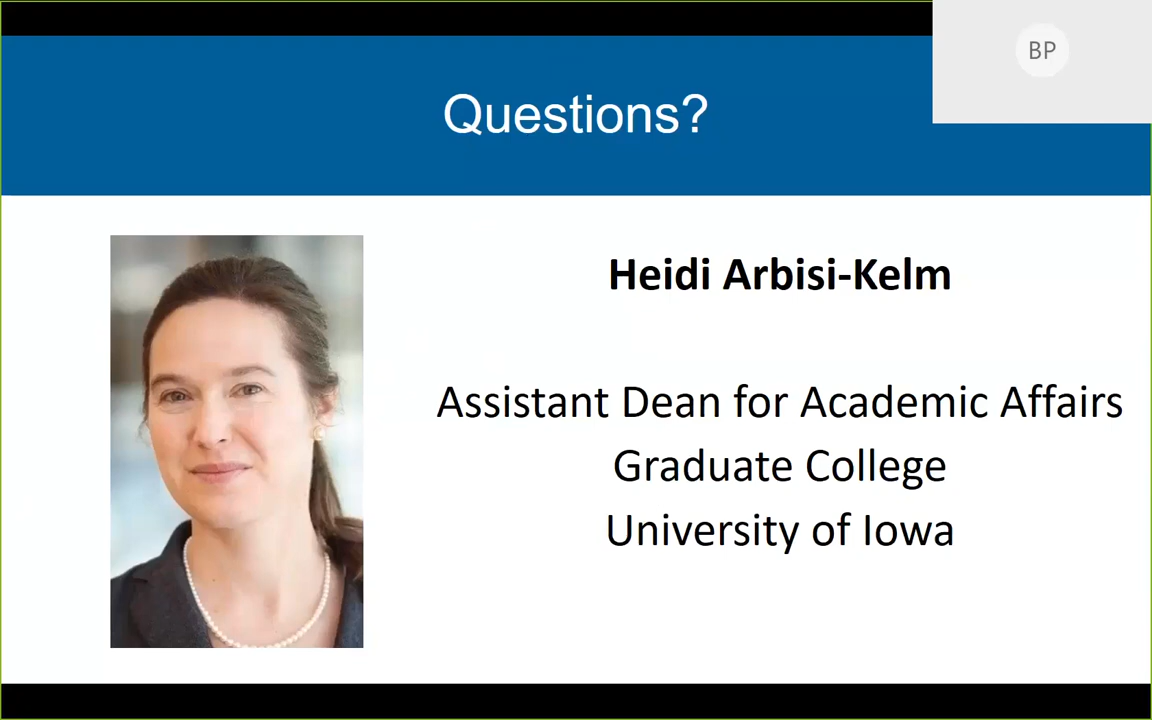 BP
Questions?
Heidi Arbisi-Kelm
Assistant Dean for Academic Affairs
Graduate College
University of Iowa